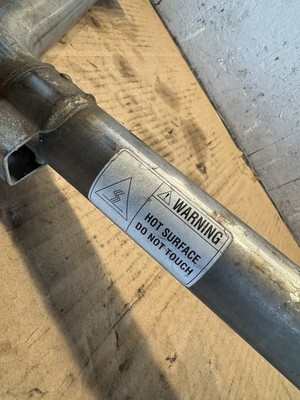 WARNING
HOT SURFACE
DO NOT TOUCH